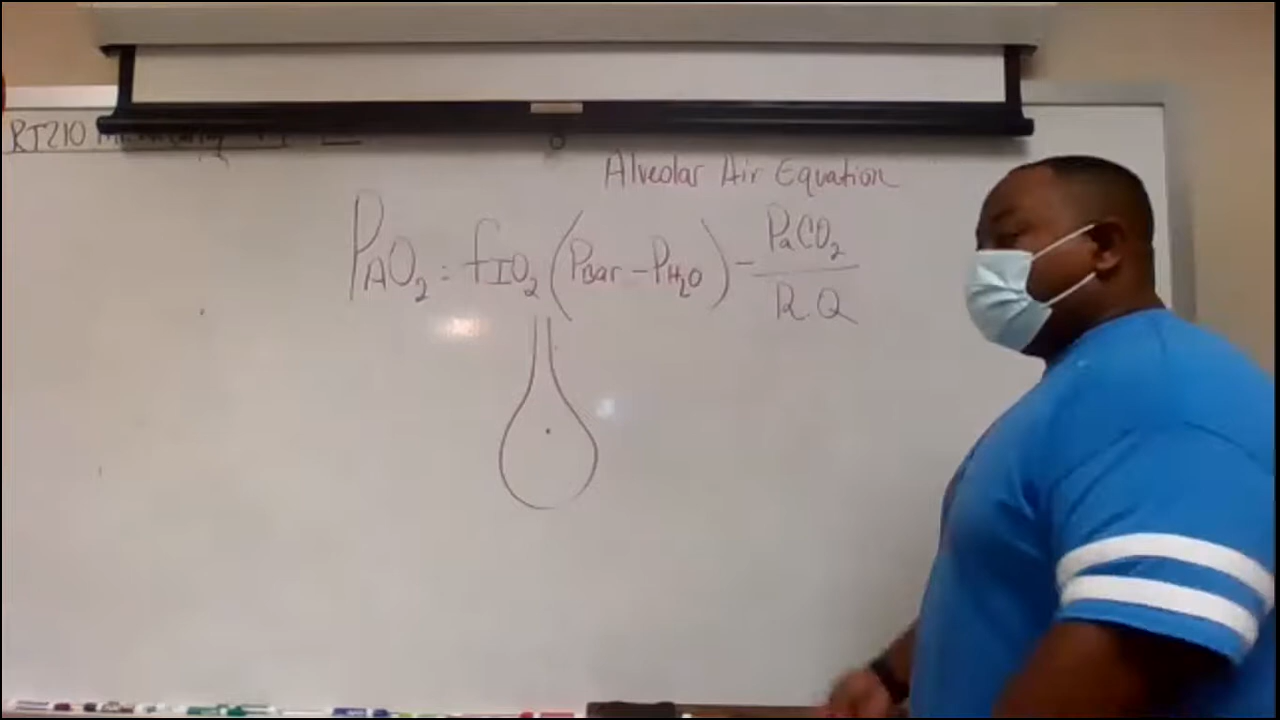 RT210
Alveolar Air Equation
PAO2 = fIO2 (PBar - PH2O) - PaCO2
R.Q